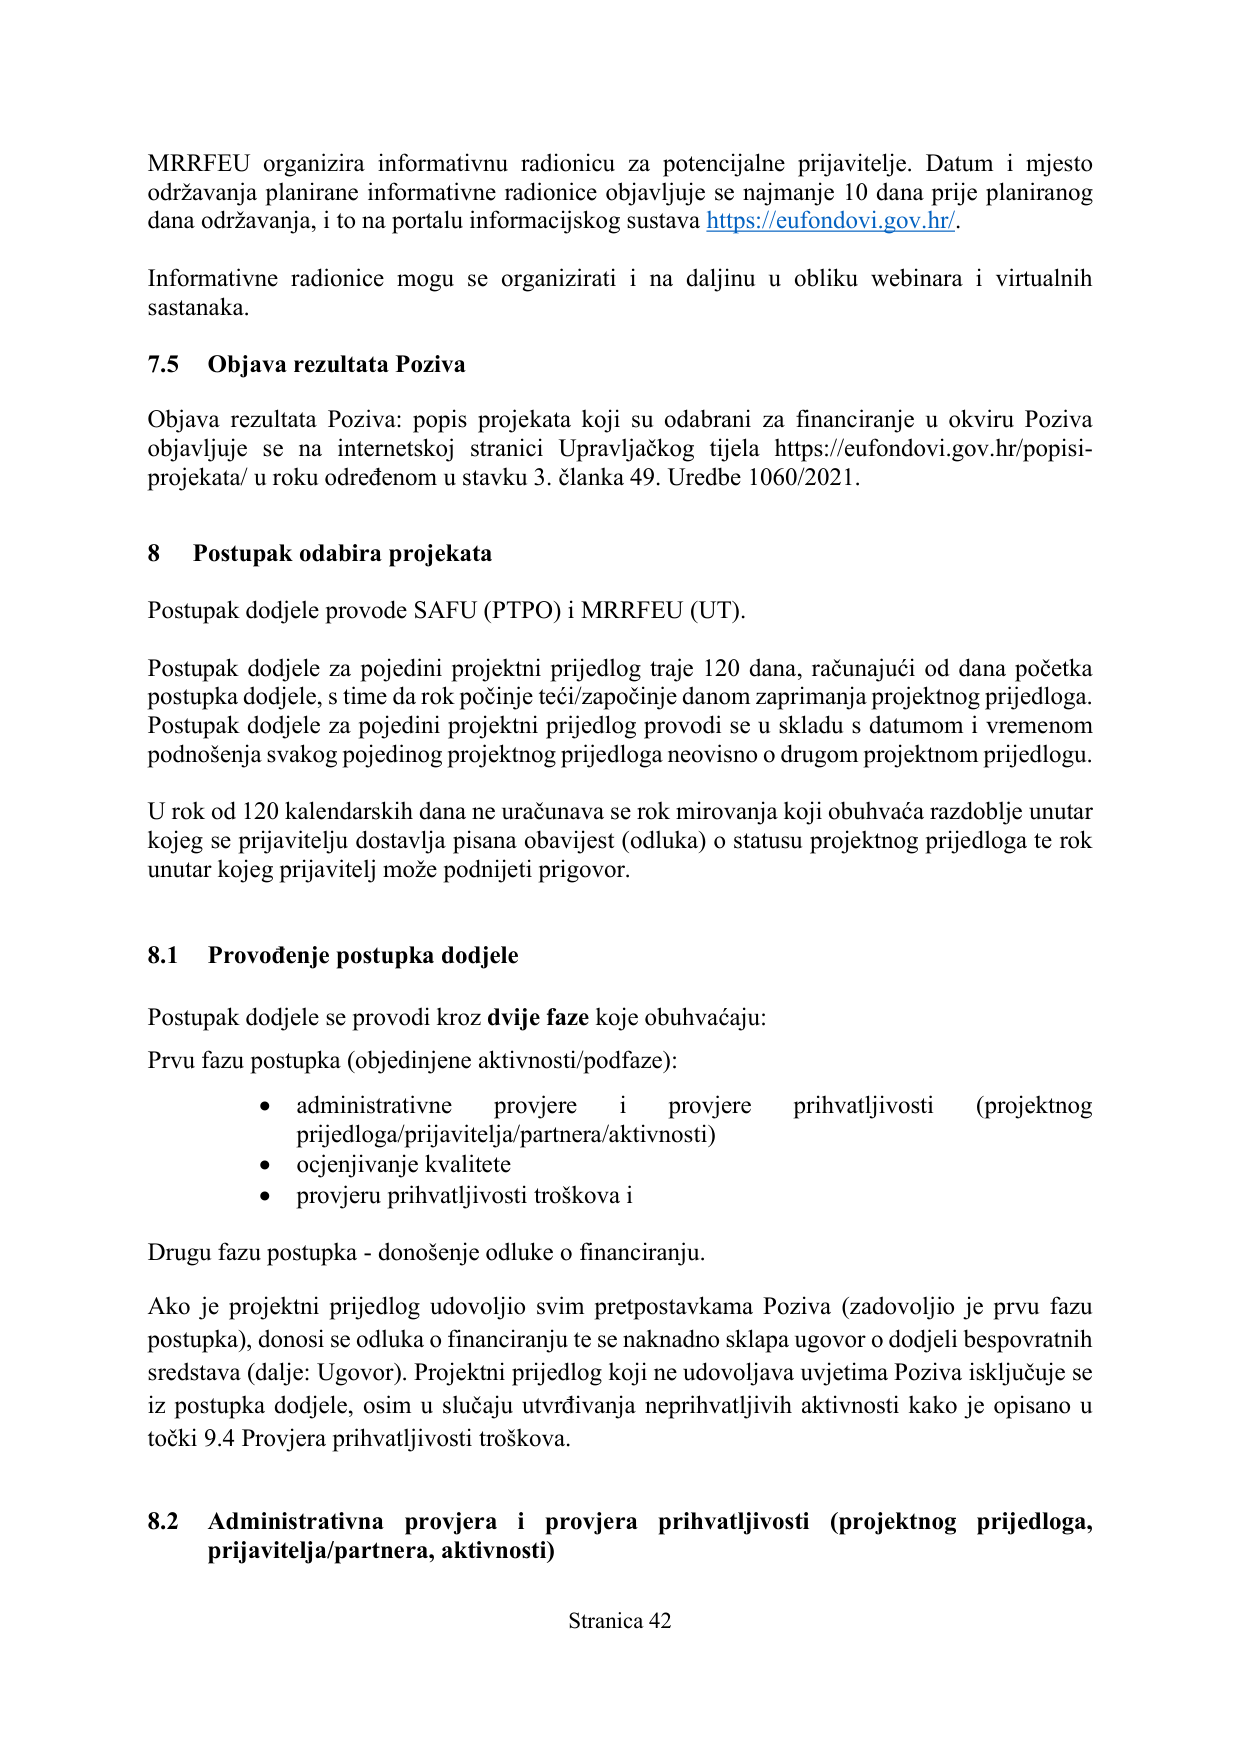 MRRFEU organizira informativnu radionicu za potencijalne prijavitelje. Datum i mjesto
održavanja planirane informativne radionice objavljuje se najmanje 10 dana prije planiranog
dana održavanja, i to na portalu informacijskog sustava https://eufondovi.gov.hr/.
Informativne radionice mogu se organizirati i na daljinu u obliku webinara i virtualnih
sastanaka.
7.5 Objava rezultata Poziva
Objava rezultata Poziva: popis projekata koji su odabrani za financiranje u okviru Poziva
objavljuje se na internetskoj stranici Upravljačkog tijela https://eufondovi.gov.hr/popisi-
projekata/ u roku određenom u stavku 3. članka 49. Uredbe 1060/2021.
8 Postupak odabira projekata
Postupak dodjele provode SAFU (PTPO) i MRRFEU (UT).
Postupak dodjele za pojedini projektni prijedlog traje 120 dana, računajući od dana početka
postupka dodjele, s time da rok počinje teći/započinje danom zaprimanja projektnog prijedloga.
Postupak dodjele za pojedini projektni prijedlog provodi se u skladu s datumom i vremenom
podnošenja svakog pojedinog projektnog prijedloga neovisno o drugom projektnom prijedlogu.
U rok od 120 kalendarskih dana ne uračunava se rok mirovanja koji obuhvaća razdoblje unutar
kojeg se prijavitelju dostavlja pisana obavijest (odluka) o statusu projektnog prijedloga te rok
unutar kojeg prijavitelj može podnijeti prigovor.
8.1 Provođenje postupka dodjele
Postupak dodjele se provodi kroz dvije faze koje obuhvaćaju:
Prvu fazu postupka (objedinjene aktivnosti/podfaze):
• administrativne provjere i provjere prihvatljivosti (projektnog
prijedloga/prijavitelja/partnera/aktivnosti)
• ocjenjivanje kvalitete
• provjeru prihvatljivosti troškova i
Drugu fazu postupka - donošenje odluke o financiranju.
Ako je projektni prijedlog udovoljio svim pretpostavkama Poziva (zadovoljio je prvu fazu
postupka), donosi se odluka o financiranju te se naknadno sklapa ugovor o dodjeli bespovratnih
sredstava (dalje: Ugovor). Projektni prijedlog koji ne udovoljava uvjetima Poziva isključuje se
iz postupka dodjele, osim u slučaju utvrđivanja neprihvatljivih aktivnosti kako je opisano u
točki 9.4 Provjera prihvatljivosti troškova.
8.2 Administrativna provjera i provjera prihvatljivosti (projektnog prijedloga,
prijavitelja/partnera, aktivnosti)
Stranica 42